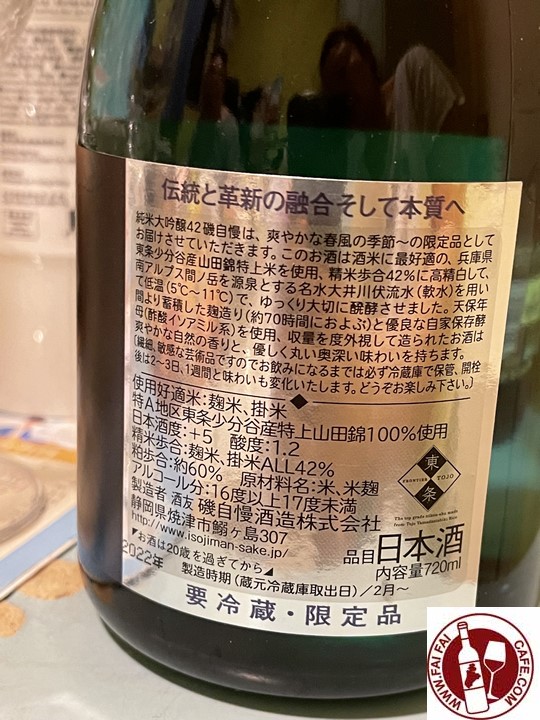 伝統と革新の融合そして本質へ
純米大吟醸42磯自慢は、爽やかな春風の季節〜の限定品として
お届けさせていただきます。このお酒は酒米に最好適の、兵庫県
東条少分谷産山田錦特上米を使用、精米歩合42%に高精白して、
南アルプス間ノ岳を源泉とする名水大井川伏流水(軟水)を用い
て低温(5℃〜11℃)で、ゆっくり大切に醗酵させました。天保年
間より蓄積した麹造り(約70時間におよぶ)と優良な自家保存酵
母(酢酸イソアミル系)を使用、収量を度外視して造られたお酒は
爽やかな自然の香りと、優しく丸い奥深い味わいを持ちます。
〔繊細、敏感な芸術品ですのでお飲みになるまでは必ず冷蔵庫で保管、開栓
後は2〜3日、1週間と味わいも変化いたします。どうぞお楽しみ下さい。〕
使用好適米:麹米、掛米
特A地区東条少分谷産特上山田錦100%使用
日本酒度:+5 酸度:1.2
精米歩合:麹米、掛米ALL42%
粕歩合:約60% 原材料名:米、米麹
アルコール分:16度以上17度未満
製造者 酒友 磯自慢酒造株式会社
静岡県焼津市鰯ヶ島307
http://www.isojiman-sake.jp/
お酒は20歳を過ぎてから
東条
FRONTIER TOJO
The top grade sake rice made
from Tojo Yamadanishiki Rice
品目 日本酒
内容量720ml
2022年 製造時期(蔵元冷蔵庫取出日)/2月〜
要冷蔵・限定品
WWW.FAIFAICAFE.COM